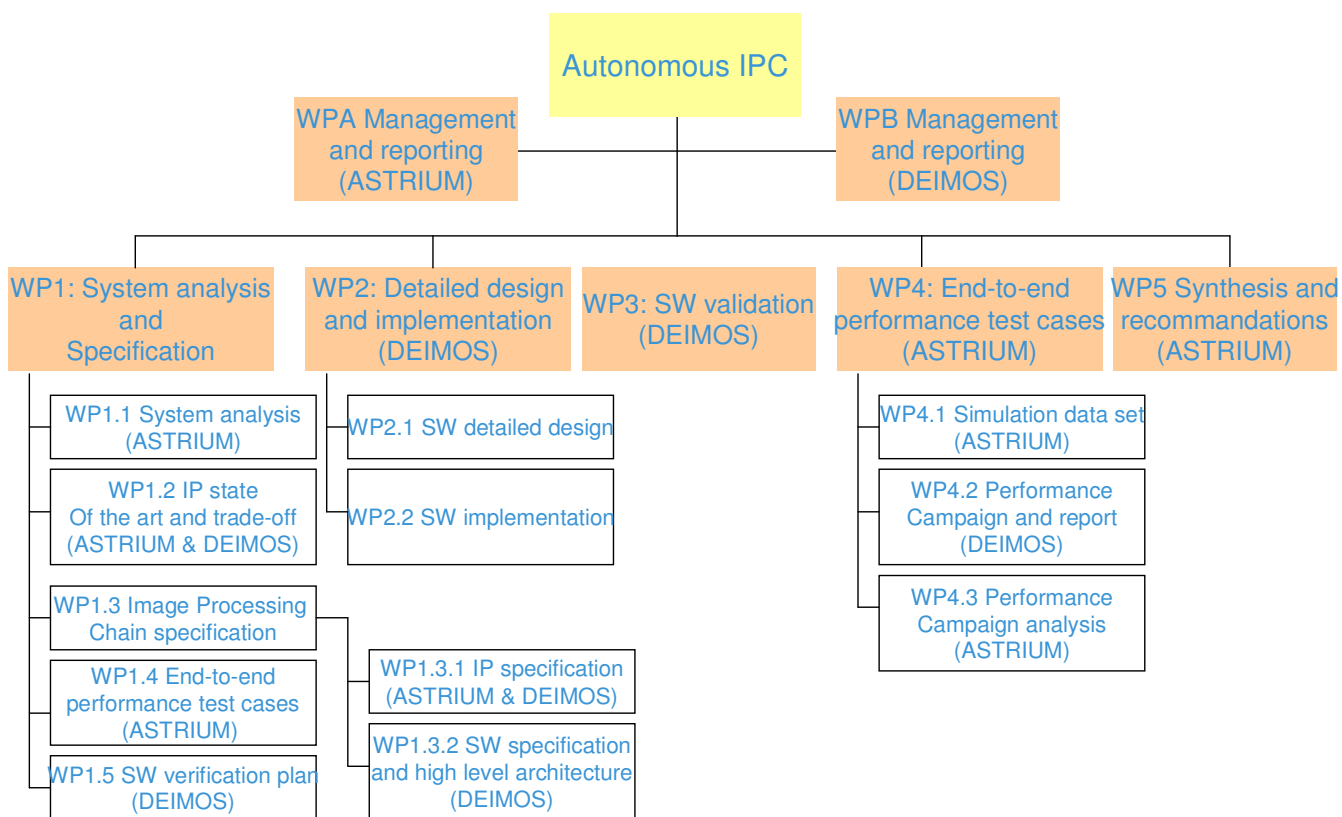 Autonomous IPC
WPA Management
and reporting
(ASTRIUM)
WPB Management
and reporting
(DEIMOS)
WP1: System analysis
and
Specification
WP2: Detailed design
and implementation
(DEIMOS)
WP3: SW validation
(DEIMOS)
WP4: End-to-end
performance test cases
(ASTRIUM)
WP5 Synthesis and
recommandations
(ASTRIUM)
WP1.1 System analysis
(ASTRIUM)
WP1.2 IP state
Of the art and trade-off
(ASTRIUM & DEIMOS)
WP1.3 Image Processing
Chain specification
WP1.4 End-to-end
performance test cases
(ASTRIUM)
WP1.5 SW verification plan
(DEIMOS)
WP1.3.1 IP specification
(ASTRIUM & DEIMOS)
WP1.3.2 SW specification
and high level architecture
(DEIMOS)
WP2.1 SW detailed design
WP2.2 SW implementation
WP4.1 Simulation data set
(ASTRIUM)
WP4.2 Performance
Campaign and report
(DEIMOS)
WP4.3 Performance
Campaign analysis
(ASTRIUM)